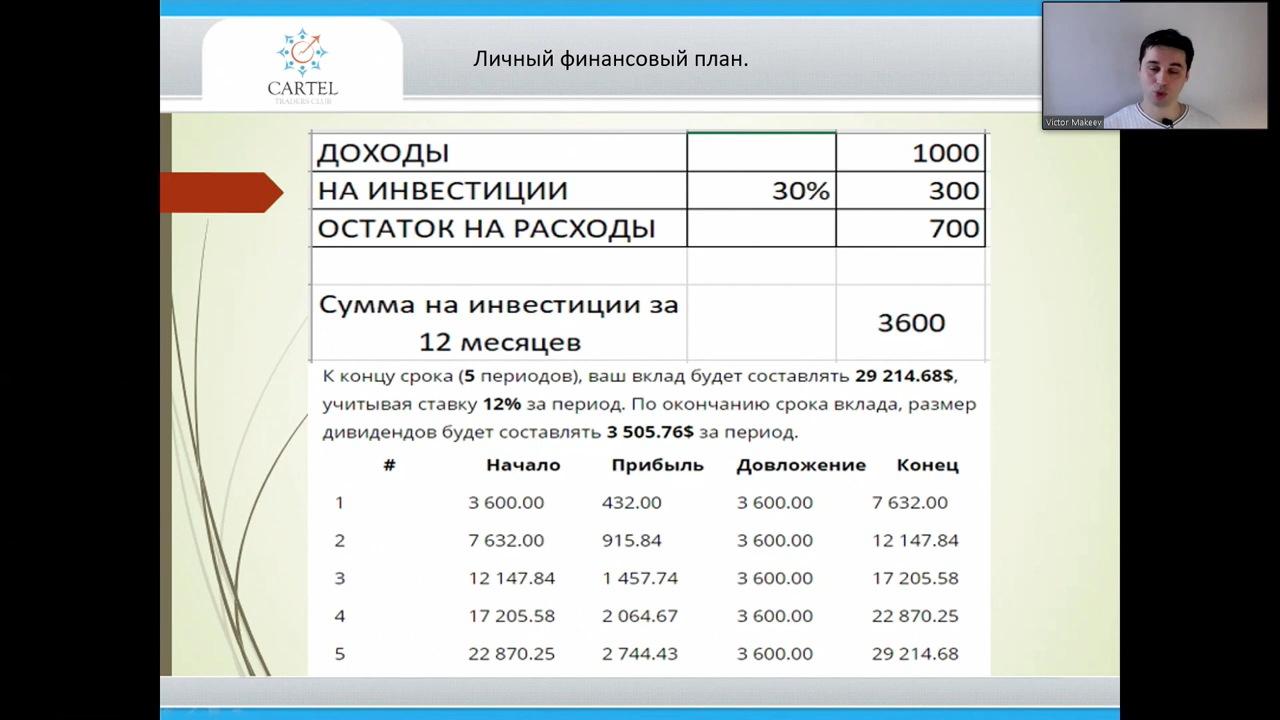 Личный финансовый план.
CARTEL
TRADERS CLUB
Victor Makeev
ДОХОДЫ 1000
НА ИНВЕСТИЦИИ 30% 300
ОСТАТОК НА РАСХОДЫ 700
Сумма на инвестиции за
12 месяцев 3600
К концу срока (5 периодов), ваш вклад будет составлять 29 214.68$,
учитывая ставку 12% за период. По окончанию срока вклада, размер
дивидендов будет составлять 3 505.76$ за период.
# Начало Прибыль Довложение Конец
1 3 600.00 432.00 3 600.00 7 632.00
2 7 632.00 915.84 3 600.00 12 147.84
3 12 147.84 1 457.74 3 600.00 17 205.58
4 17 205.58 2 064.67 3 600.00 22 870.25
5 22 870.25 2 744.43 3 600.00 29 214.68